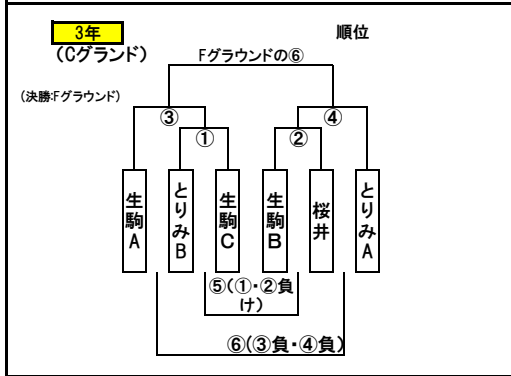 3年
順位
(Cグランド)
Fグラウンドの⑥
(決勝:Fグラウンド)
③
④
①
②
生駒A
とりみB
生駒C
生駒B
桜井
とりみA
⑤(①・②負
け)
⑥(③負・④負)